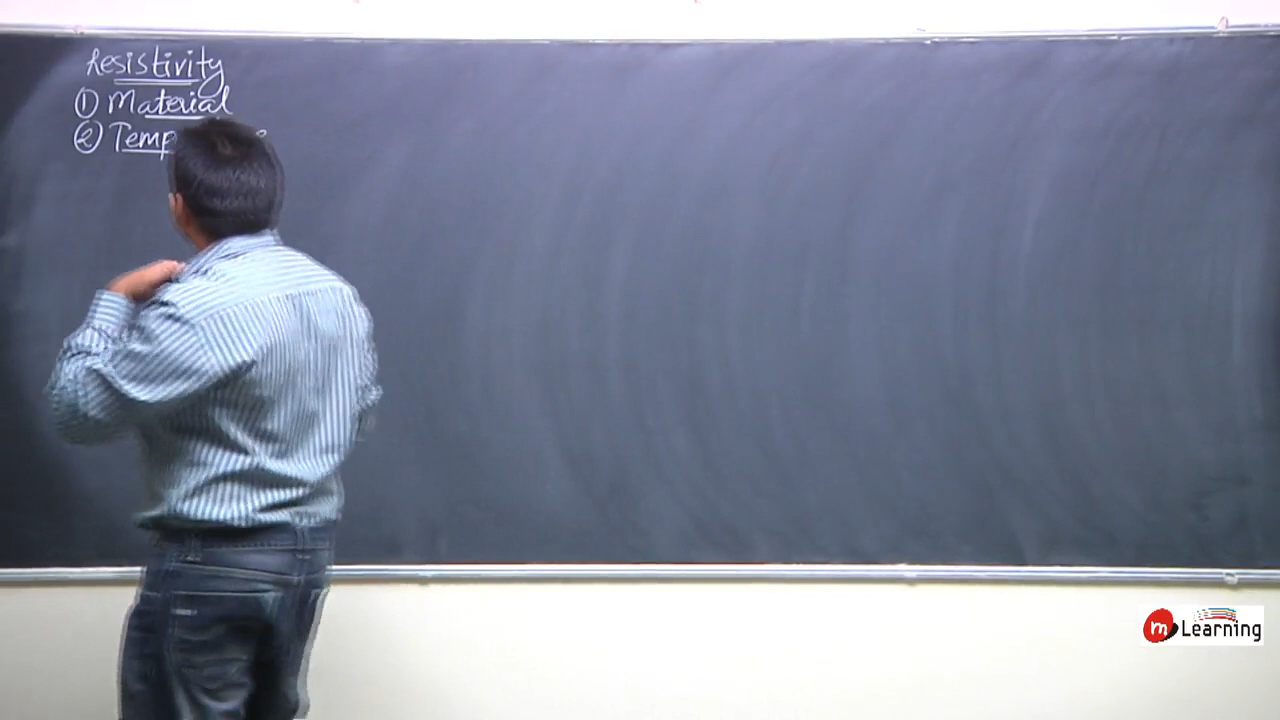 Resistivity
① Material
② Temp
m Learning